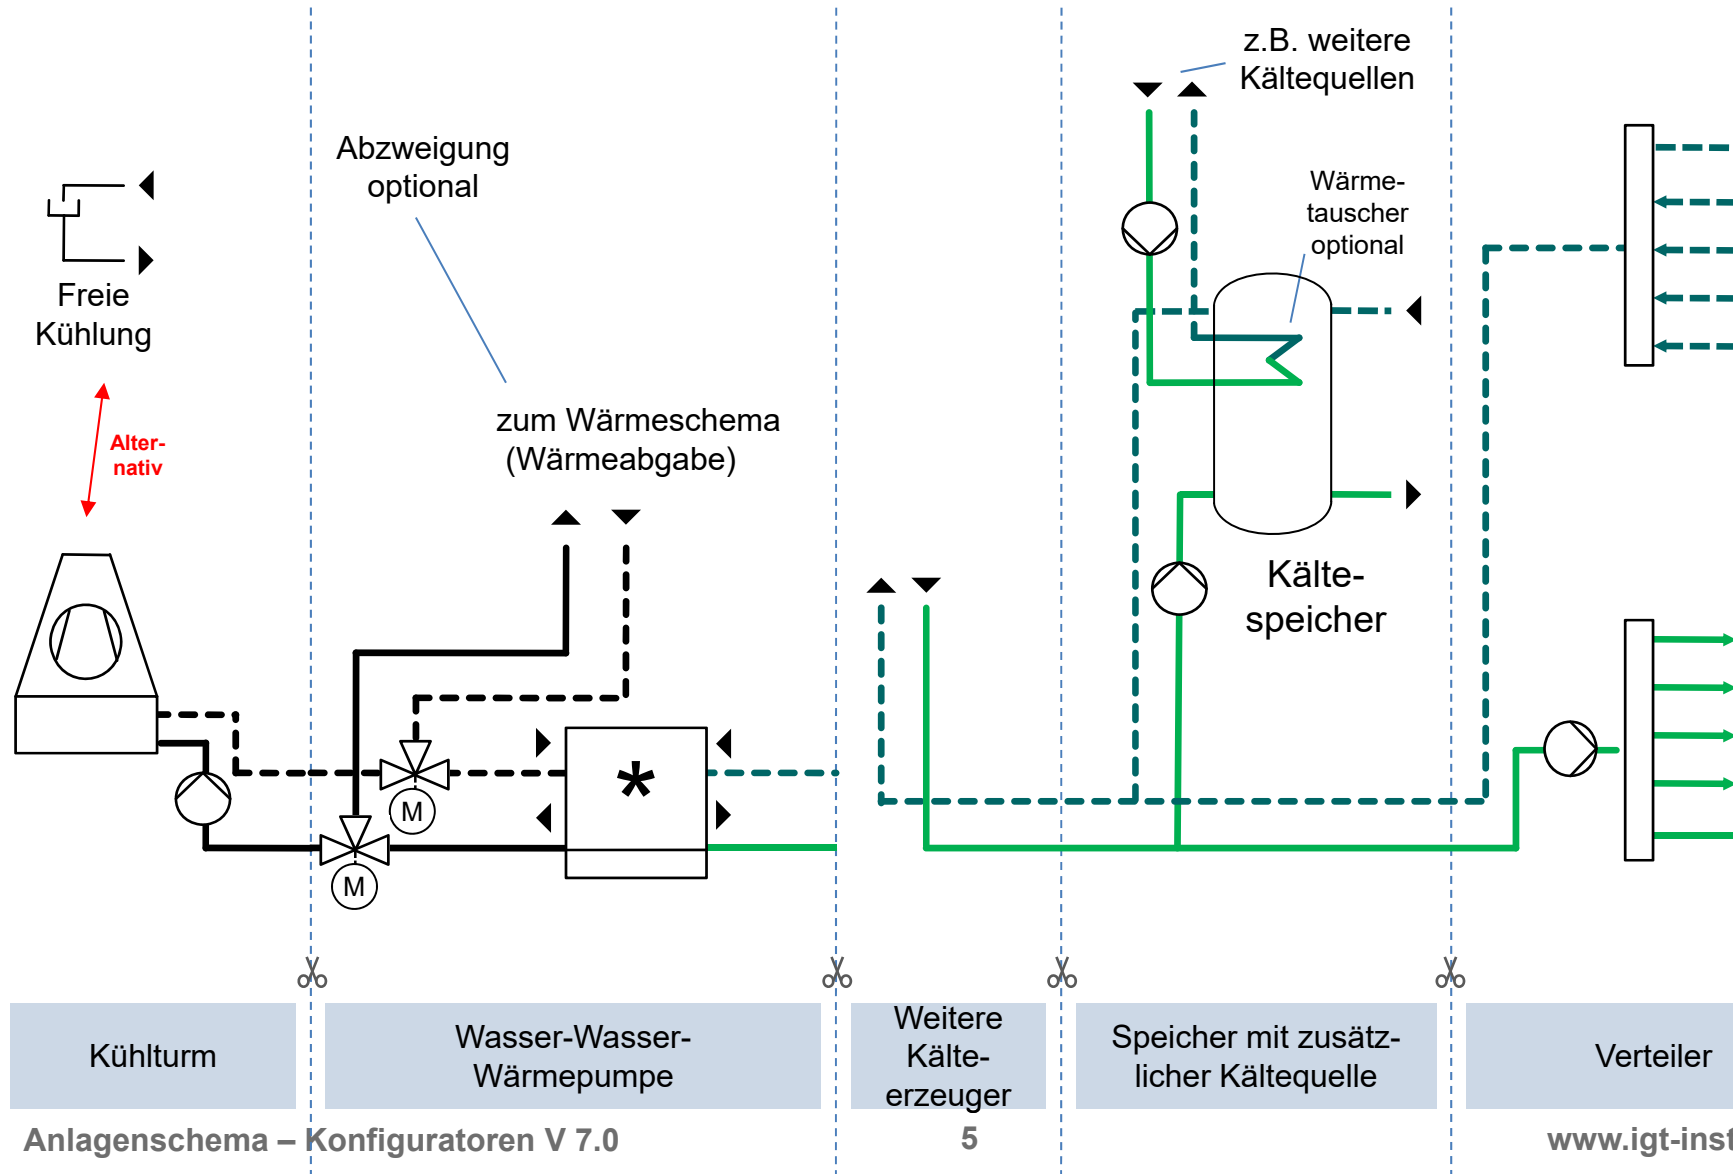 z.B. weitere
Kältequellen
Abzweigung
optional
Wärme-
tauscher
optional
Freie
Kühlung
Alter-
nativ
zum Wärmeschema
(Wärmeabgabe)
Kälte-
speicher
*
M
M
Kühlturm
Wasser-Wasser-
Wärmepumpe
Weitere
Kälte-
erzeuger
Speicher mit zusätz-
licher Kältequelle
Verteiler
Anlagenschema – Konfiguratoren V 7.0
5
www.igt-inst